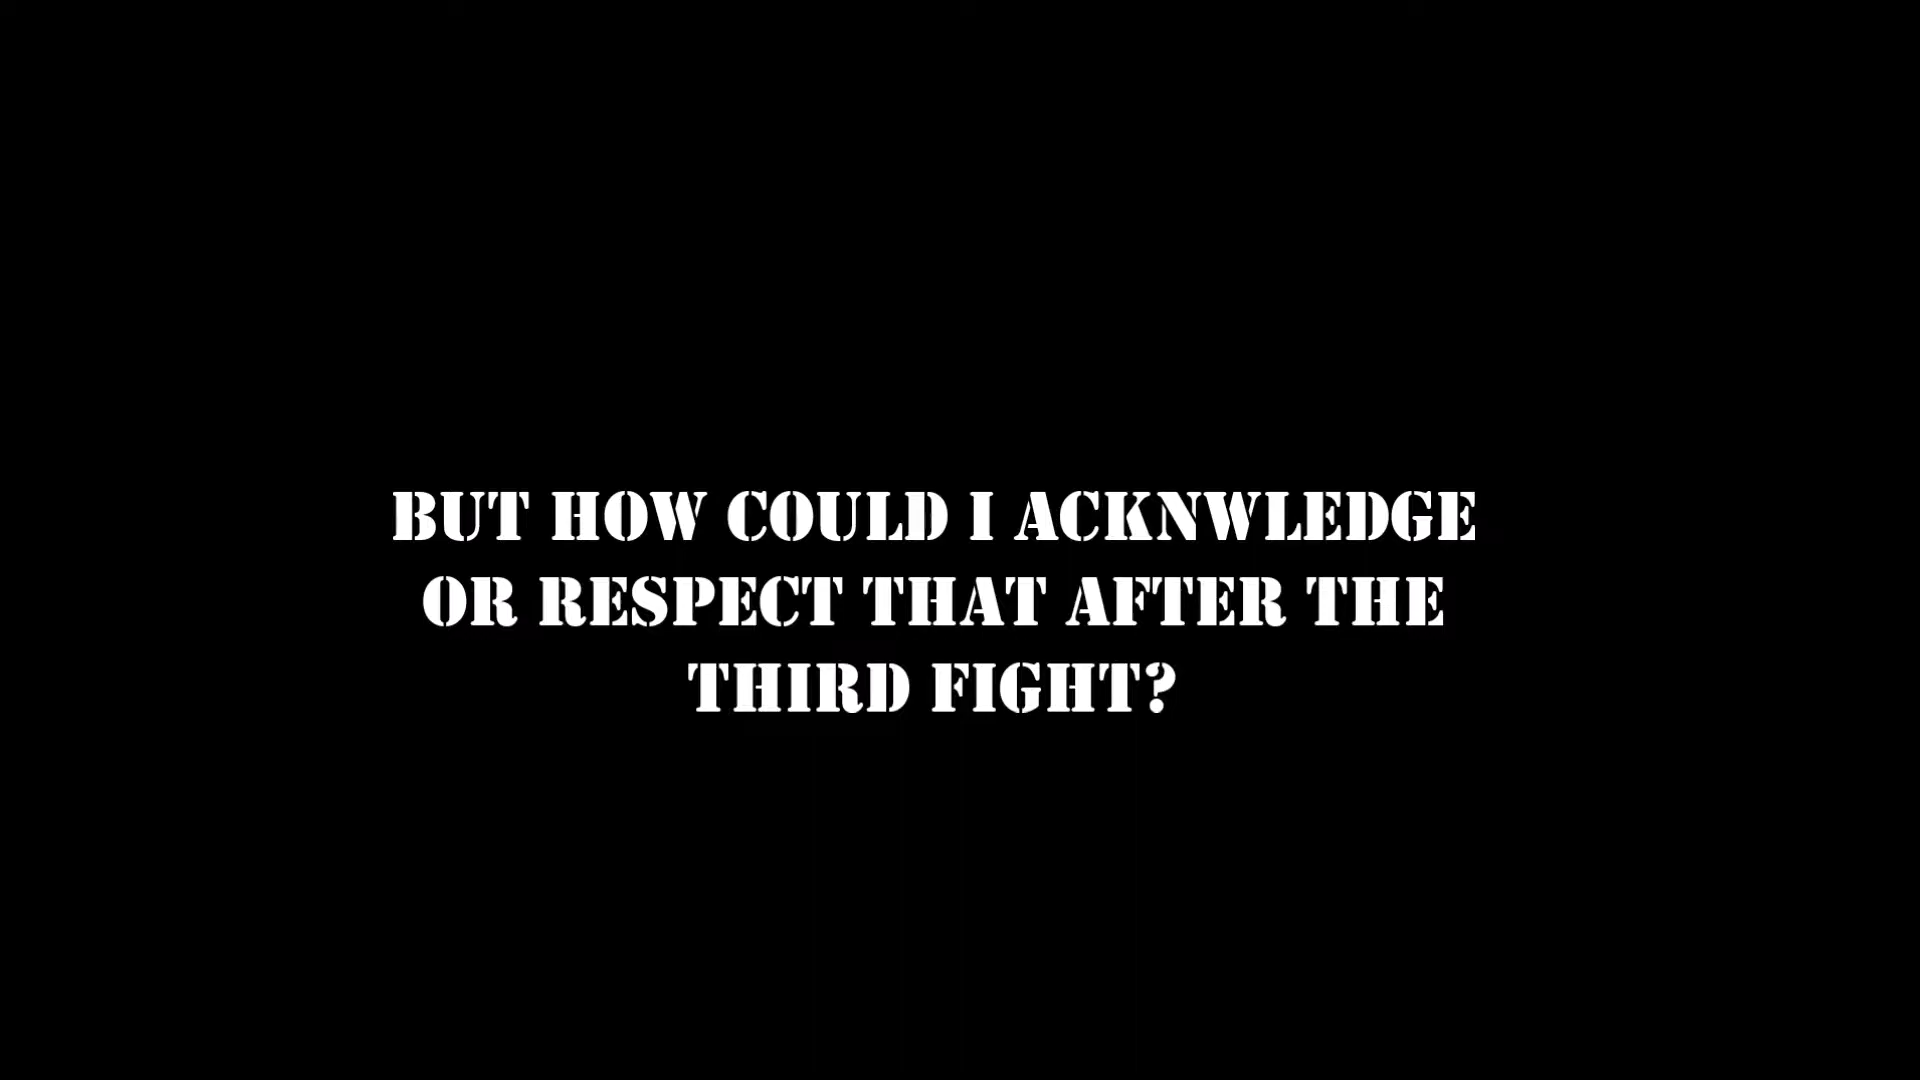 BUT HOW COULD I ACKNWLEDGE
OR RESPECT THAT AFTER THE
THIRD FIGHT?